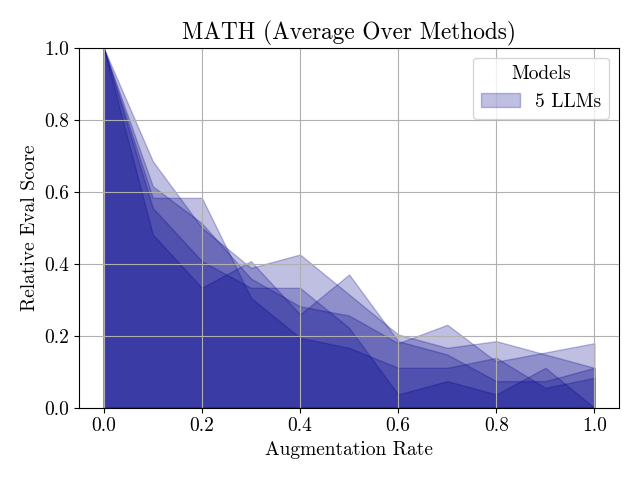 MATH (Average Over Methods)
Models
5 LLMs
Relative Eval Score
1.0
0.8
0.6
0.4
0.2
0.0
0.0 0.2 0.4 0.6 0.8 1.0
Augmentation Rate